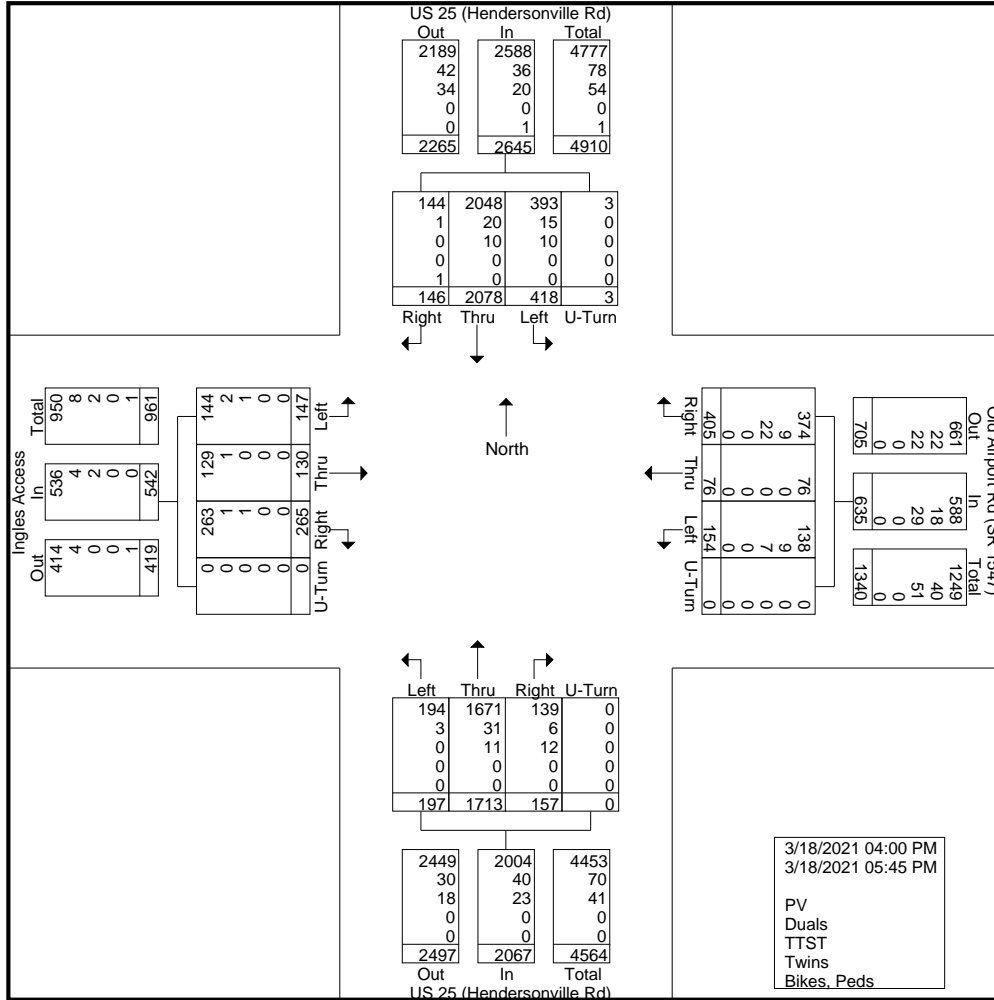 US 25 (Hendersonville Rd)
Out In Total
2189 2588 4777
42 36 78
34 20 54
0 0 0
0 1 1
2265 2645 4910
144 2048 393 3
1 20 15 0
0 10 10 0
0 0 0 0
1 0 0 0
146 2078 418 3
Right Thru Left U-Turn
Ingles Access
Total In Out
950 536 414
8 4 4
2 2 0
0 0 0
1 0 1
961 542 419
Left Thru Right U-Turn
144 129 263 0
2 1 1 0
1 0 1 0
0 0 0 0
0 0 0 0
147 130 265 0
North
Old Airport Rd (SR 1547)
Out In Total
661 588 1249
22 18 40
22 29 51
0 0 0
0 0 0
705 635 1340
Right Thru Left U-Turn
374 76 138 0
9 0 9 0
22 0 7 0
0 0 0 0
0 0 0 0
405 76 154 0
Left Thru Right U-Turn
194 1671 139 0
3 31 6 0
0 11 12 0
0 0 0 0
0 0 0 0
197 1713 157 0
2449 2004 4453
30 40 70
18 23 41
0 0 0
0 0 0
2497 2067 4564
Out In Total
US 25 (Hendersonville Rd)
3/18/2021 04:00 PM
3/18/2021 05:45 PM
PV
Duals
TTST
Twins
Bikes, Peds